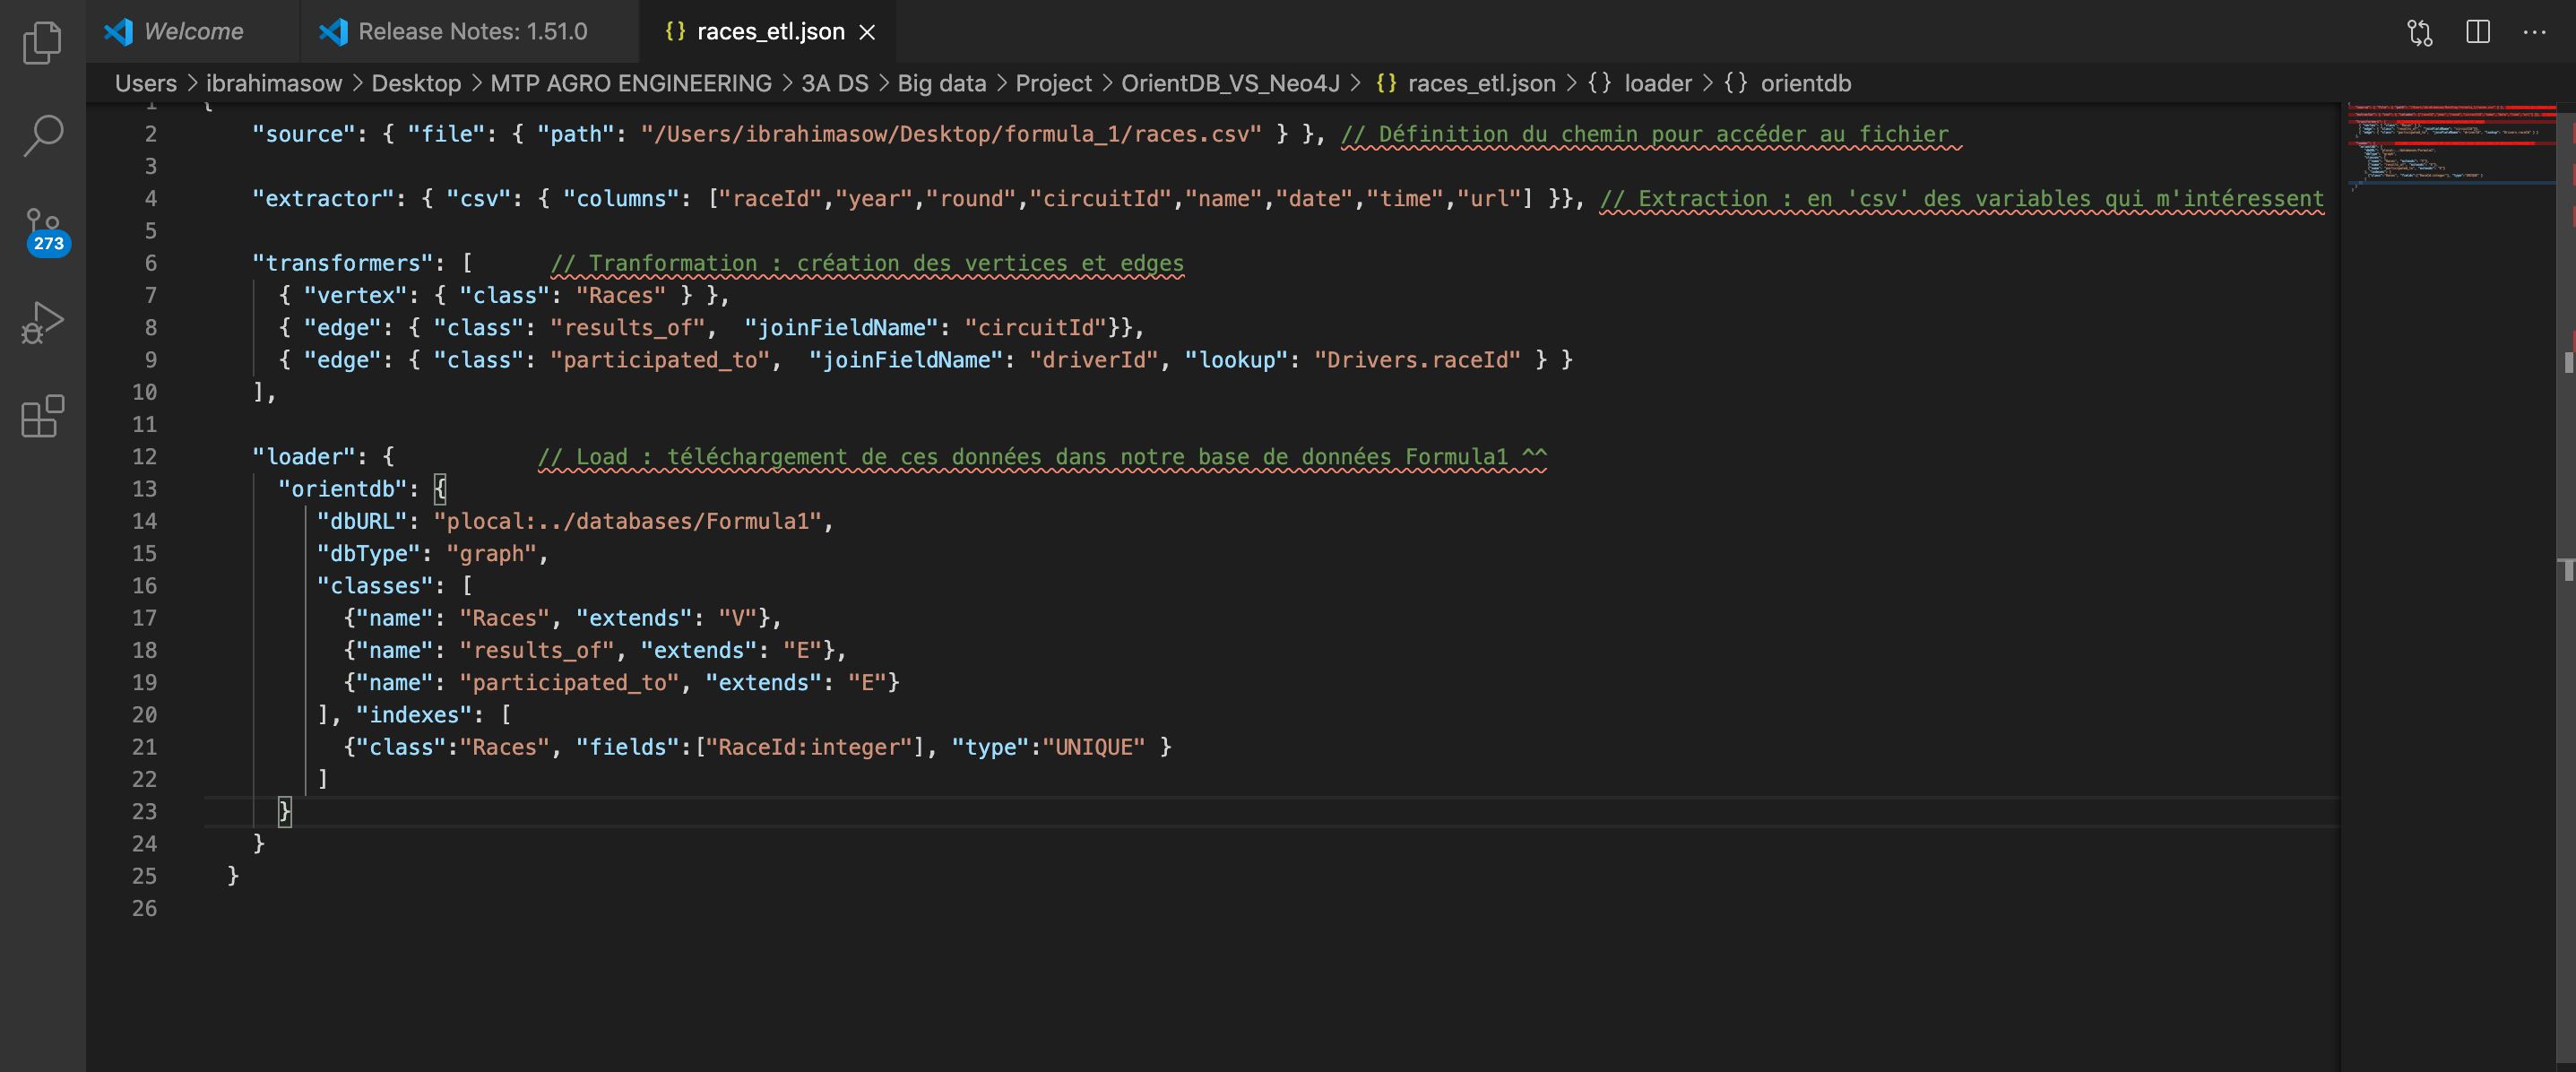 Welcome
Release Notes: 1.51.0
{} races_etl.json ×
Users > ibrahimasow > Desktop > MTP AGRO ENGINEERING > 3A DS > Big data > Project > OrientDB_VS_Neo4J > {} races_etl.json > {} loader > {} orientdb
273
1 {
2 "source": { "file": { "path": "/Users/ibrahimasow/Desktop/formula_1/races.csv" } }, // Définition du chemin pour accéder au fichier
3
4 "extractor": { "csv": { "columns": ["raceId","year","round","circuitId","name","date","time","url"] }}, // Extraction : en 'csv' des variables qui m'intéressent
5
6 "transformers": [ // Tranformation : création des vertices et edges
7 { "vertex": { "class": "Races" } },
8 { "edge": { "class": "results_of", "joinFieldName": "circuitId"}},
9 { "edge": { "class": "participated_to", "joinFieldName": "driverId", "lookup": "Drivers.raceId" } }
10 ],
11
12 "loader": { // Load : téléchargement de ces données dans notre base de données Formula1 ^^
13 "orientdb": {
14 "dbURL": "plocal:../databases/Formula1",
15 "dbType": "graph",
16 "classes": [
17 {"name": "Races", "extends": "V"},
18 {"name": "results_of", "extends": "E"},
19 {"name": "participated_to", "extends": "E"}
20 ], "indexes": [
21 {"class":"Races", "fields":["RaceId:integer"], "type":"UNIQUE" }
22 ]
23 }
24 }
25 }
26